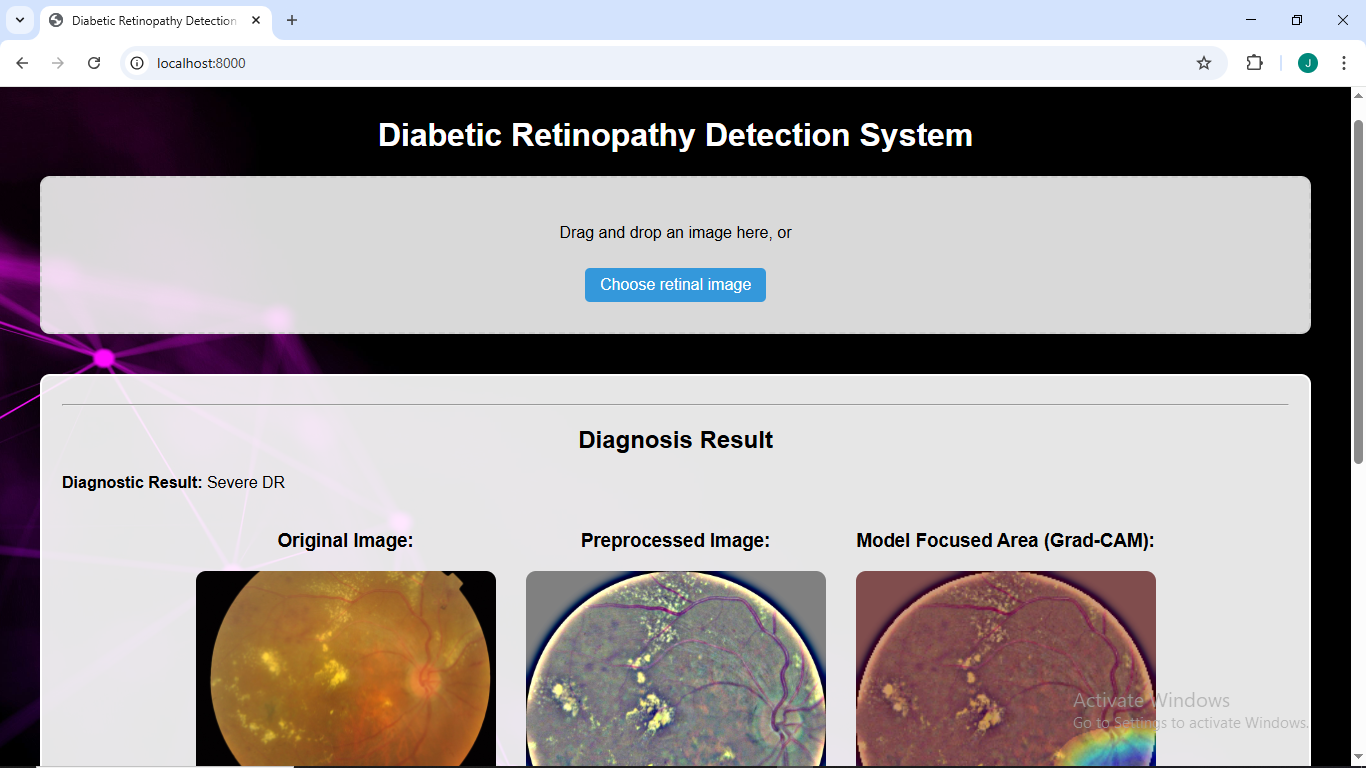 Diabetic Retinopathy Detection
localhost:8000
J
Diabetic Retinopathy Detection System
Drag and drop an image here, or
Choose retinal image
Diagnosis Result
Diagnostic Result: Severe DR
Original Image:
Preprocessed Image:
Model Focused Area (Grad-CAM):
Activate Windows
Go to Settings to activate Windows.